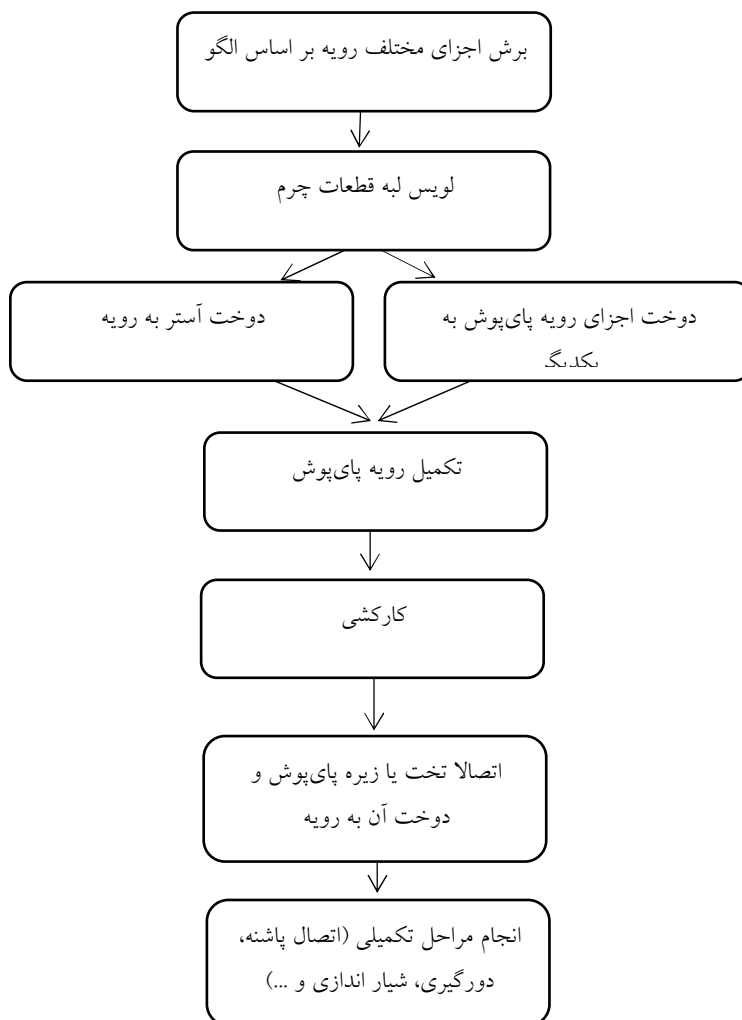 برش اجزای مختلف رویه بر اساس الگو
لویس لبه قطعات چرم
دوخت اجزای رویه پای‌پوش به
دوخت آستر به رویه
تکمیل رویه پای‌پوش
کارکشی
اتصالا تخت یا زیره پای‌پوش و
دوخت آن به رویه
انجام مراحل تکمیلی (اتصال پاشنه،
دورگیری، شیار اندازی و ...)